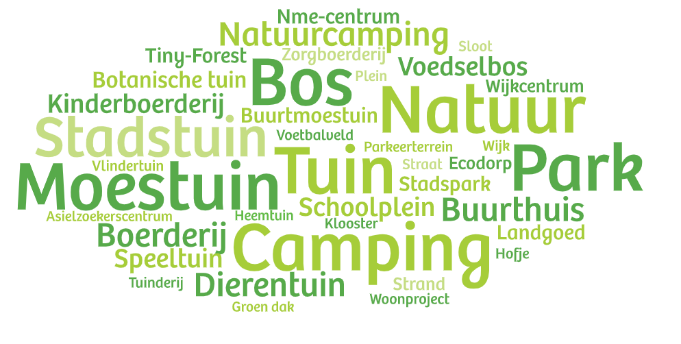 Nme-centrum
Natuurcamping
Sloot
Tiny-Forest
Zorgboerderij
Bos
Plein
Voedselbos
Botanische tuin
Wijkcentrum
Kinderboerderij
Buurtmoestuin
Natuur
Stadstuin
Voetbalveld
Parkeerterrein
Wijk
Vlindertuin
Tuin
Straat
Ecodorp
Park
Moestuin
Stadspark
Asielzoekerscentrum
Heemtuin
Schoolplein
Buurthuis
Klooster
Boerderij
Camping
Landgoed
Speeltuin
Hofje
Tuinderij
Dierentuin
Strand
Woonproject
Groen dak